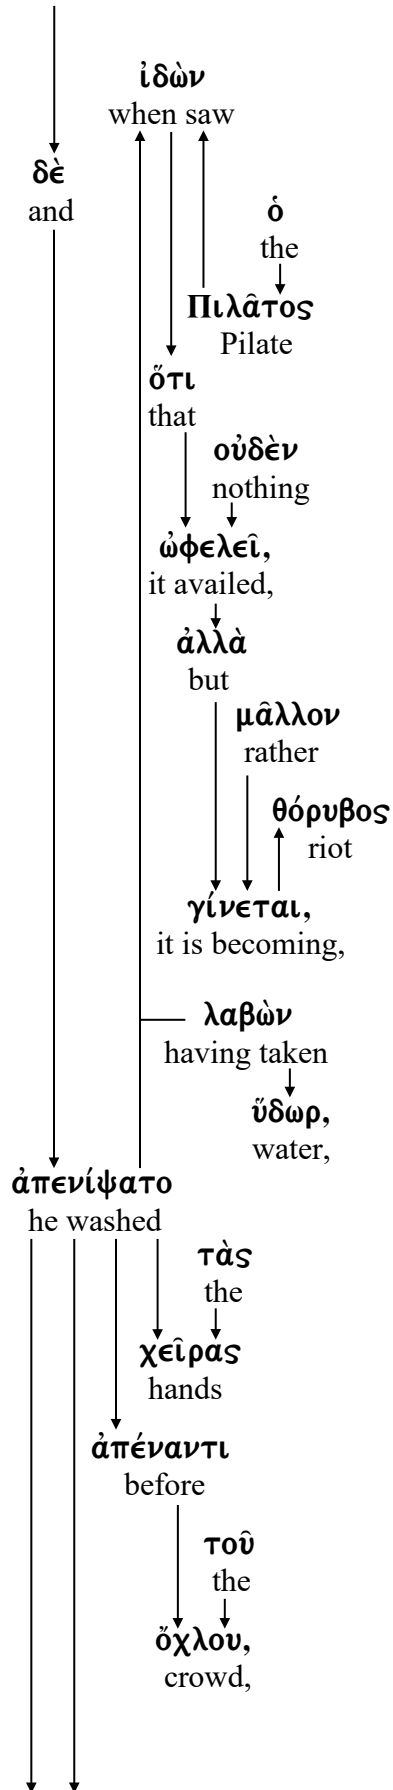 ἰδὼν
when saw
δὲ
and
ὁ
the
Πιλᾶτος
Pilate
ὅτι
that
οὐδὲν
nothing
ὠφελεῖ,
it availed,
ἀλλὰ
but
μᾶλλον
rather
θόρυβος
riot
γίνεται,
it is becoming,
λαβὼν
having taken
ὕδωρ,
water,
ἀπενίψατο
he washed
τὰς
the
χεῖρας
hands
ἀπέναντι
before
τοῦ
the
ὄχλου,
crowd,